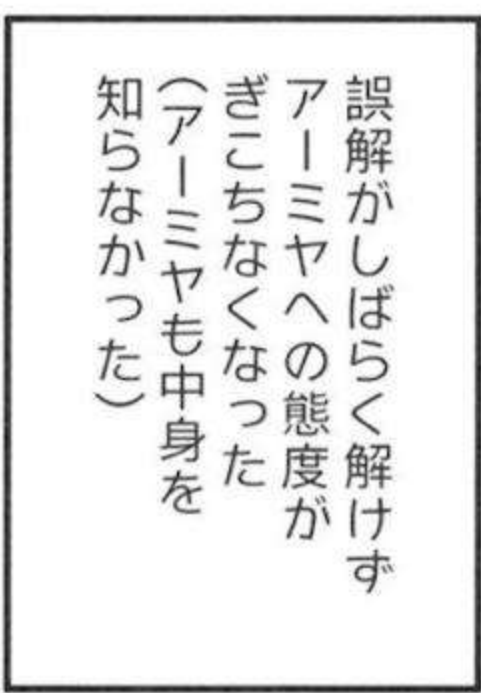 誤解がしばらく解けず
アーミヤへの態度が
ぎこちなくなった
（アーミヤも中身を
知らなかった）